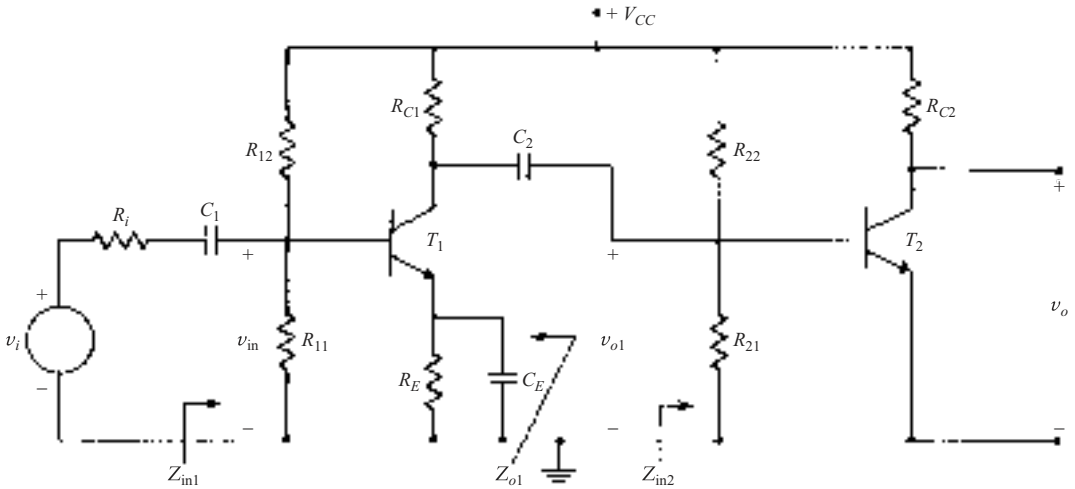 + V_CC
R_C1
R_C2
C_2
R_12
R_22
R_i
C_1
T_1
T_2
+
+
+
+
v_i
v_in
R_11
v_o1
R_21
v_o
R_E
C_E
−
−
−
−
Z_in1
Z_o1
Z_in2